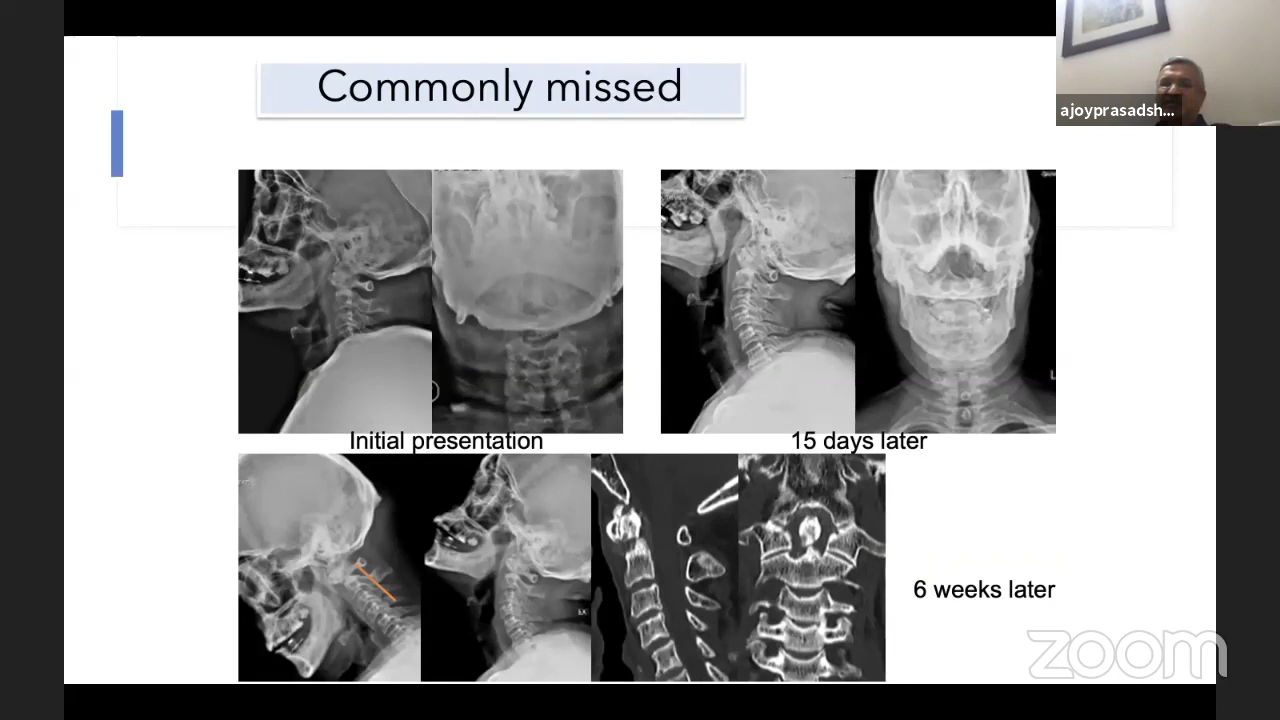 Commonly missed
ajoyprasadsh...
Initial presentation
15 days later
6 weeks later
zoom